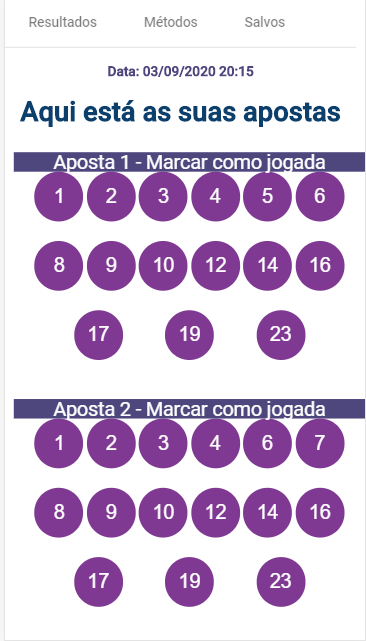 Resultados Métodos Salvos
Data: 03/09/2020 20:15
Aqui está as suas apostas
Aposta 1 - Marcar como jogada
1 2 3 4 5 6
8 9 10 12 14 16
17 19 23
Aposta 2 - Marcar como jogada
1 2 3 4 6 7
8 9 10 12 14 16
17 19 23